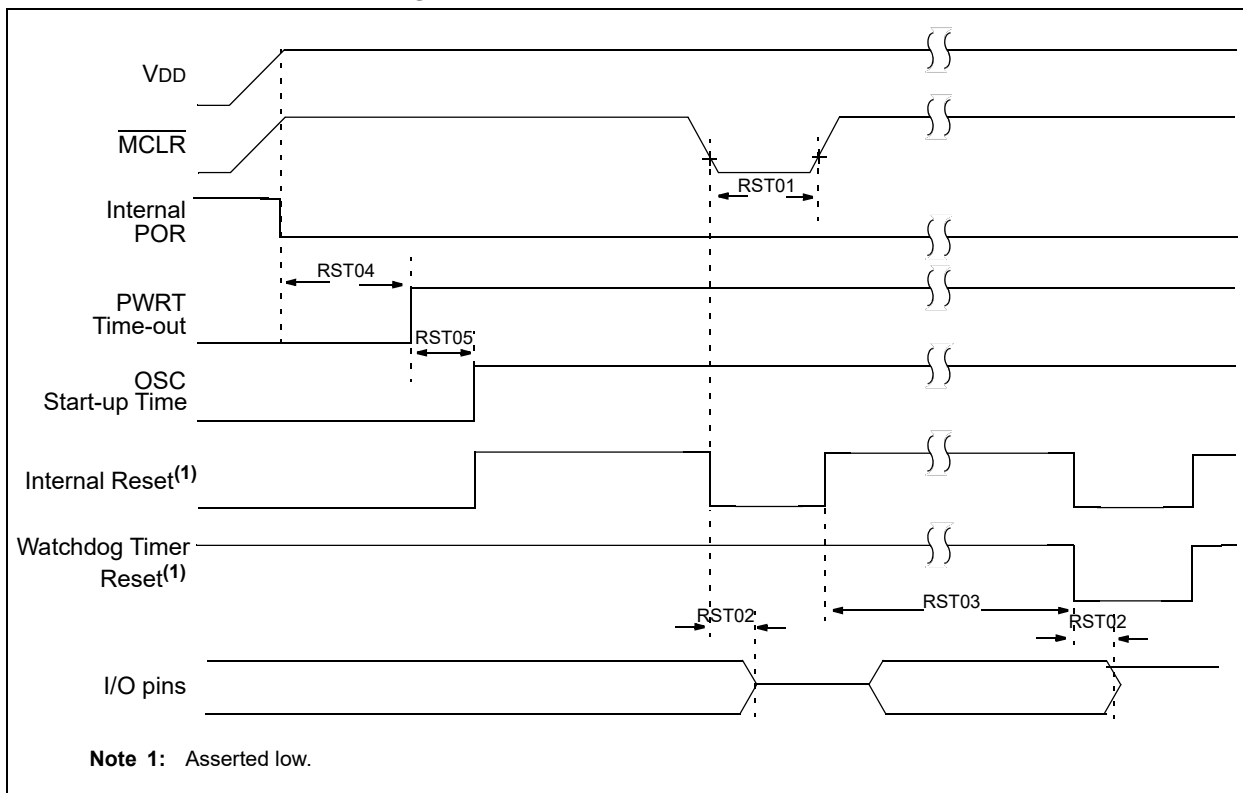 VDD
MCLR
RST01
Internal
POR
RST04
PWRT
Time-out
RST05
OSC
Start-up Time
Internal Reset(1)
Watchdog Timer
Reset(1)
RST03
RST02
RST02
I/O pins
Note 1: Asserted low.